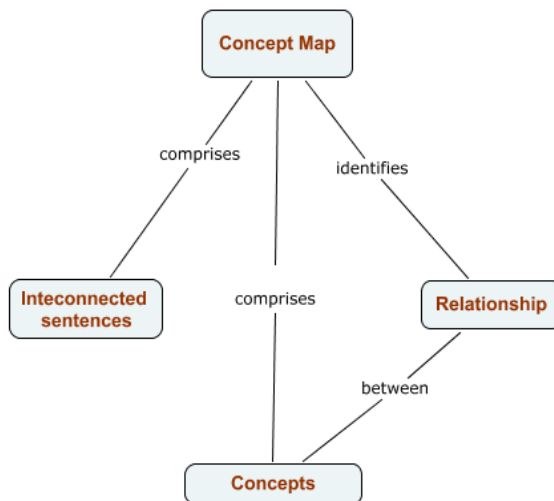 Concept Map
comprises
identifies
Inteconnected
sentences
comprises
Relationship
between
Concepts